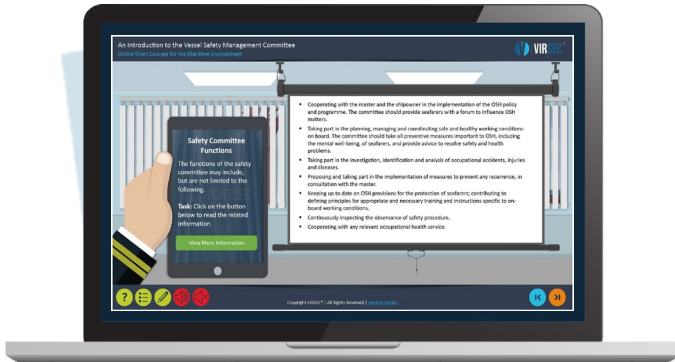 An Introduction to the Vessel Safety Management Committee
Online Short Courses for the Maritime Environment
VIRSEC
• Cooperating with the master and the shipowner in the implementation of the OSH policy
and programme. The committee should provide seafarers with a forum to influence OSH
matters.
• Taking part in the planning, managing and coordinating safe and healthy working conditions
on board. The committee should take all preventive measures important to OSH, including
the mental well-being, of seafarers, and provide advice to resolve safety and health
problems.
• Taking part in the investigation, identification and analysis of occupational accidents, injuries
and diseases.
• Proposing and taking part in the implementation of measures to prevent any recurrence, in
consultation with the master.
• Keeping up to date on OSH provisions for the protection of seafarers; contributing to
defining principles for appropriate and necessary training and instructions specific to on-
board working conditions.
• Continuously inspecting the observance of safety procedure.
• Cooperating with any relevant occupational health service.
Safety Committee
Functions
The functions of the safety
committee may include,
but are not limited to the
following.
Task: Click on the button
below to read the related
information.
View More Information
?
Copyright VIRSEC™ | All Rights Reserved |